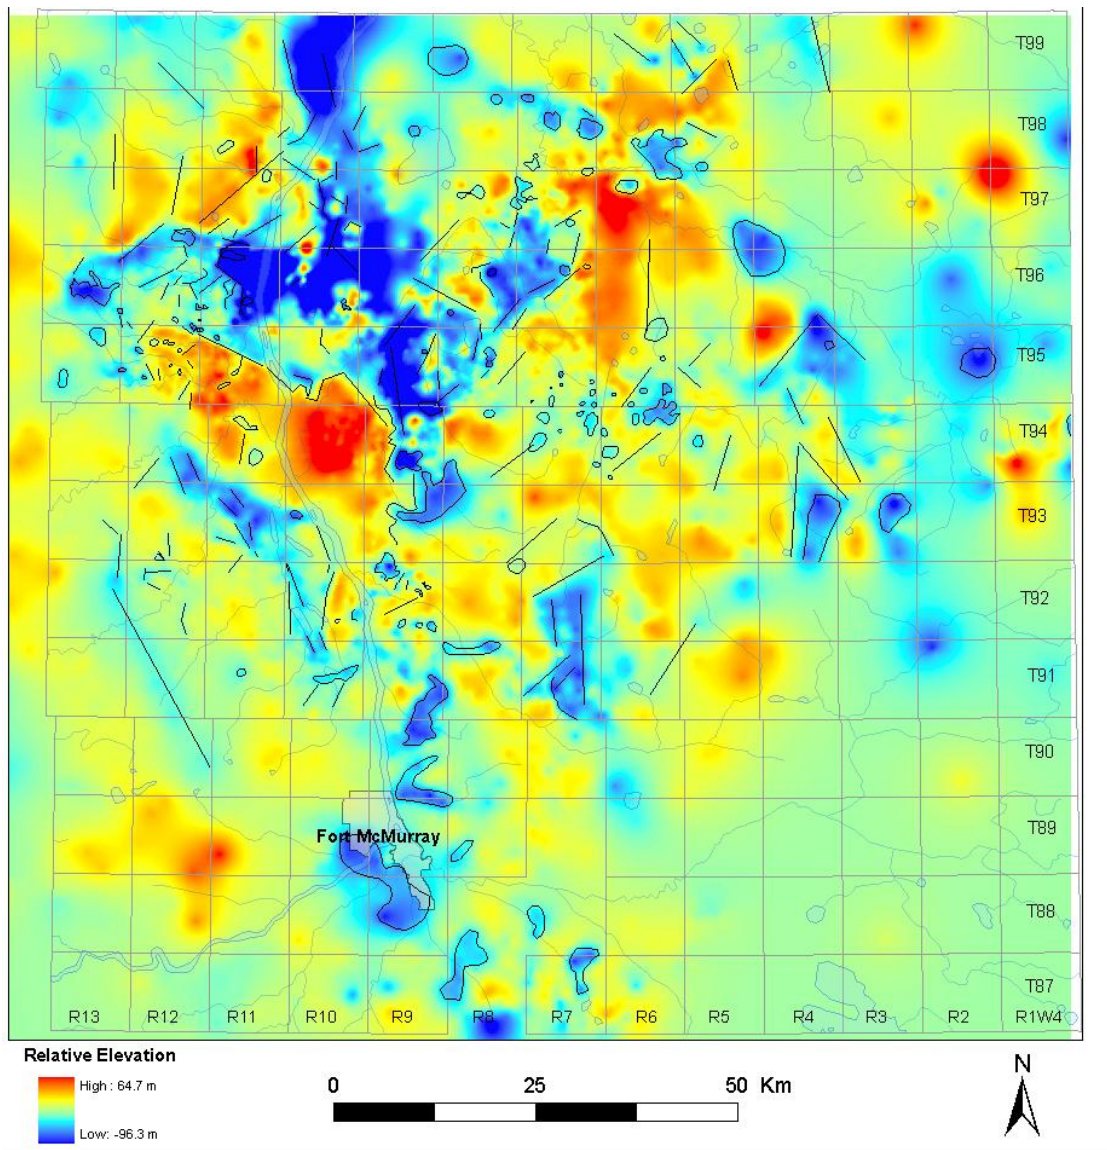 T99
T98
T97
T96
T95
T94
T93
T92
T91
T90
Fort McMurray
T89
T88
T87
R13 R12 R11 R10 R9 R8 R7 R6 R5 R4 R3 R2 R1W4
Relative Elevation
High : 64.7 m
Low: -96.3 m
0 25 50 Km
N